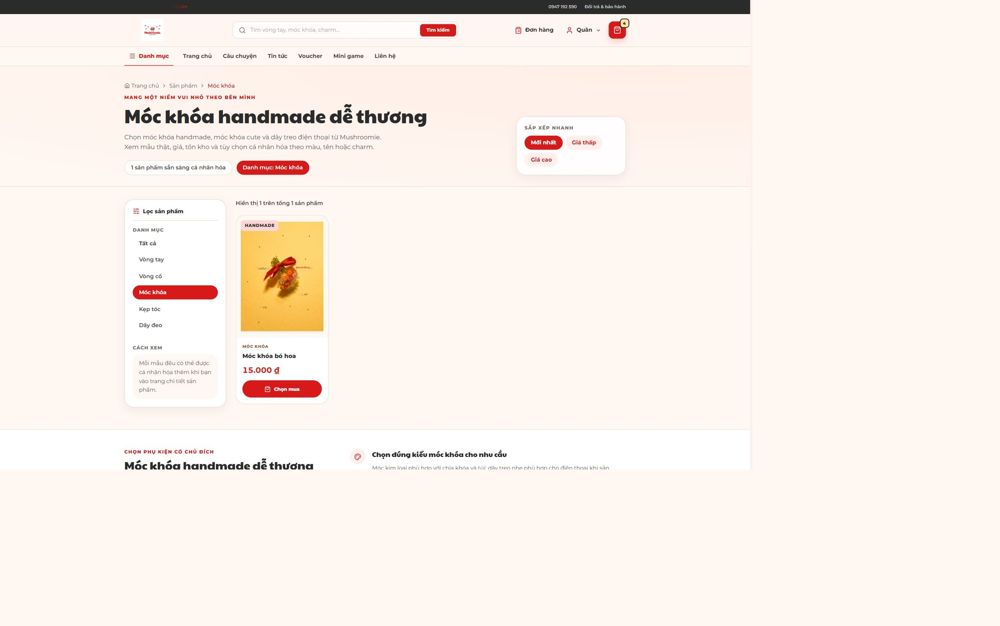 0947 192 590 Đổi trả & bảo hành
Mushroomie.
Tìm vòng tay, móc khóa, charm...
Tìm kiếm
Đơn hàng
Quân
4
Danh mục
Trang chủ
Câu chuyện
Tin tức
Voucher
Mini game
Liên hệ
Trang chủ > Sản phẩm > Móc khóa
MANG MỘT NIỀM VUI NHỎ THEO BÊN MÌNH
Móc khóa handmade dễ thương
Chọn móc khóa handmade, móc khóa cute và dây treo điện thoại từ Mushroomie.
Xem mẫu thật, giá, tồn kho và tùy chọn cá nhân hóa theo màu, tên hoặc charm.
1 sản phẩm sẵn sàng cá nhân hóa
Danh mục: Móc khóa
SẮP XẾP NHANH
Mới nhất
Giá thấp
Giá cao
Lọc sản phẩm
DANH MỤC
Tất cả
Vòng tay
Vòng cổ
Móc khóa
Kẹp tóc
Dây đeo
CÁCH XEM
Mỗi mẫu đều có thể được
cá nhân hóa thêm khi bạn
vào trang chi tiết sản
phẩm.
Hiển thị 1 trên tổng 1 sản phẩm
HANDMADE
MÓC KHÓA
Móc khóa bó hoa
15.000 ₫
Chọn mua
CHỌN PHỤ KIỆN CÓ CHỦ ĐÍCH
Móc khóa handmade dễ thương
Chọn đúng kiểu móc khóa cho nhu cầu
Móc kim loại phù hợp với chìa khóa và túi; dây treo nhẹ phù hợp cho điện thoại khi sản